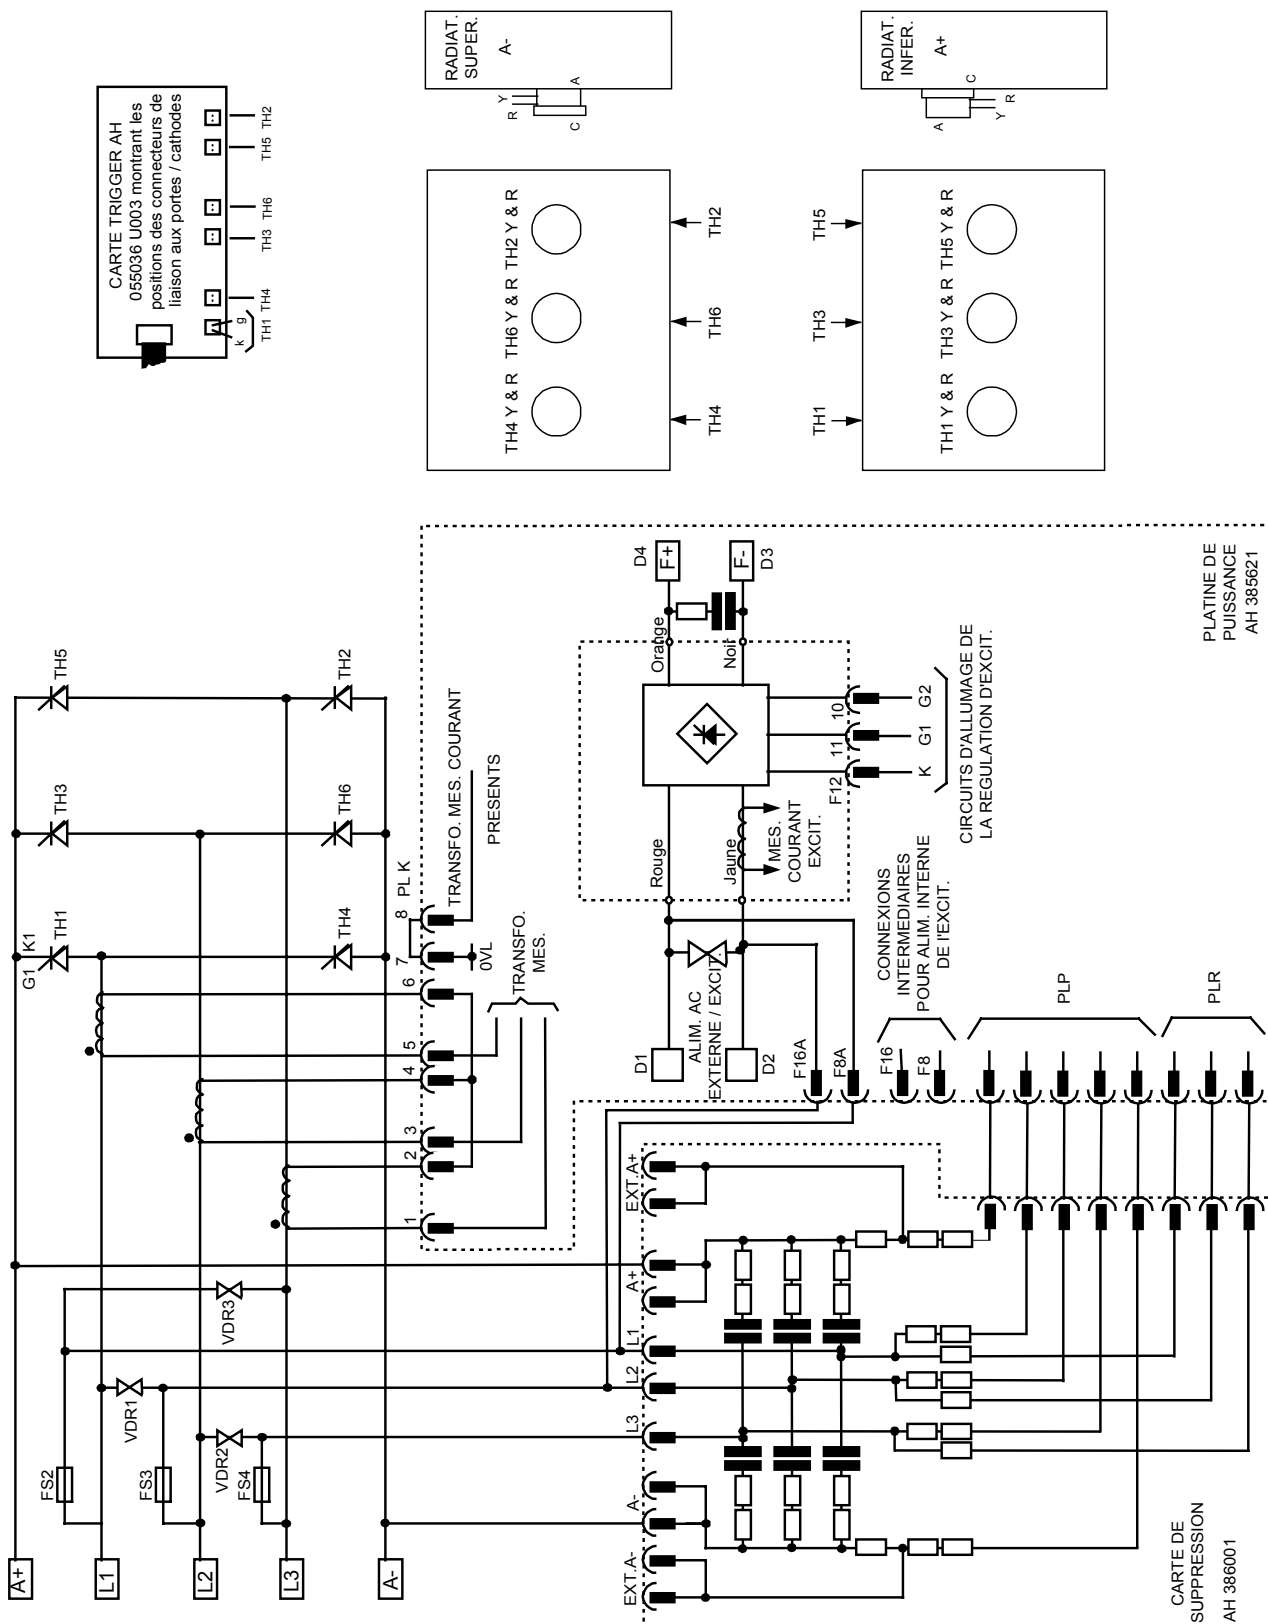 CARTE TRIGGER AH
055036 U003 montrant les
positions des connecteurs de
liaison aux portes / cathodes
k g
TH1
TH4
TH3
TH6
TH5
TH2
RADIAT.
SUPER.
A-
R
Y
A
C
RADIAT.
INFER.
A+
C
A
Y
R
TH4 Y & R
TH6 Y & R
TH2 Y & R
TH4
TH6
TH2
TH1
TH3
TH5
TH1 Y & R
TH3 Y & R
TH5 Y & R
A+
L1
L2
L3
A-
FS2
FS3
FS4
VDR1
VDR2
VDR3
G1
K1
TH1
TH3
TH5
TH4
TH6
TH2
1
2
3
4
5
6
7
8
PL K
TRANSFO. MES. COURANT
PRESENTS
0VL
TRANSFO.
MES.
D1
D2
ALIM. AC
EXTERNE / EXCIT.
Rouge
Jaune
MES.
COURANT
EXCIT.
Orange
Noir
D4
F+
F-
D3
F12
11
10
K
G1
G2
CIRCUITS D'ALLUMAGE DE
LA REGULATION D'EXCIT.
PLATINE DE
PUISSANCE
AH 385621
F16A
F8A
F16
F8
CONNEXIONS
INTERMEDIAIRES
POUR ALIM. INTERNE
DE l'EXCIT.
PLP
PLR
EXT.A-
A-
L3
L2
L1
A+
EXT.A+
CARTE DE
SUPPRESSION
AH 386001